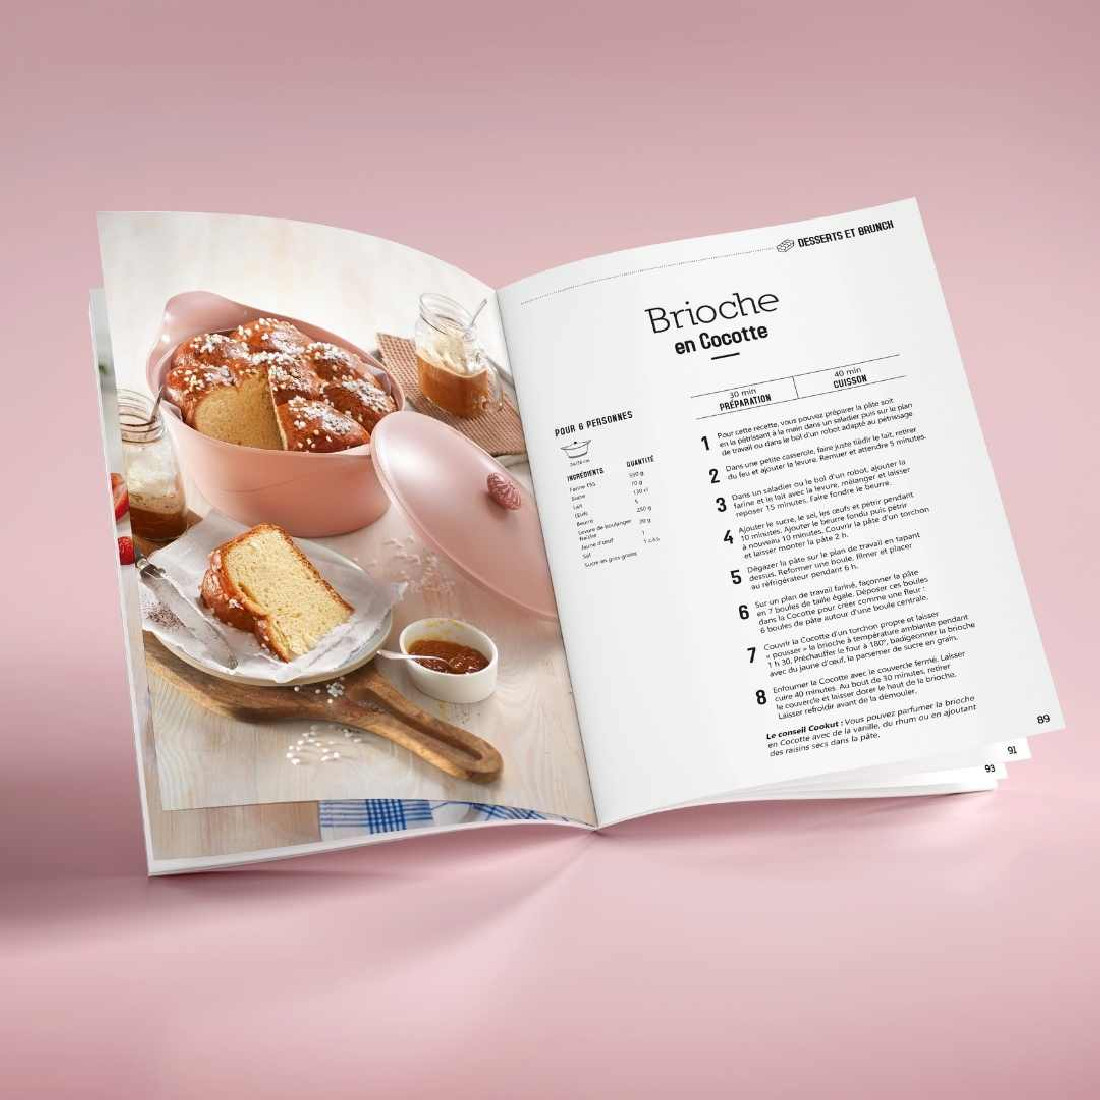 DESSERTS ET BRUNCH
Brioche
en Cocotte
30 min
PRÉPARATION
40 min
CUISSON
POUR 6 PERSONNES
24/26 cm
INGRÉDIENTS
QUANTITÉ
Farine T55
550 g
Sucre
70 g
Lait
130 cl
Œufs
5
Beurre
250 g
Levure de boulanger
fraîche
20 g
Jaune d'œuf
1
Sel
1 c.à.s.
Sucre en gros grains
1 Pour cette recette, vous pouvez préparer la pâte soit
en la pétrissant à la main dans un saladier puis sur le plan
de travail ou dans le bol d'un robot adapté au pétrissage
2 Dans une petite casserole, faire juste tiédir le lait, retirer
du feu et ajouter la levure. Remuer et attendre 5 minutes.
3 Dans un saladier ou le bol d'un robot, ajouter la
farine et le lait avec la levure, mélanger et laisser
reposer 15 minutes. Faire fondre le beurre.
4 Ajouter le sucre, le sel, les œufs et pétrir pendant
10 minutes. Ajouter le beurre fondu puis pétrir
à nouveau 10 minutes. Couvrir la pâte d'un torchon
et laisser monter la pâte 2 h.
5 Dégazer la pâte sur le plan de travail en tapant
dessus. Reformer une boule, filmer et placer
au réfrigérateur pendant 6 h.
6 Sur un plan de travail fariné, façonner la pâte
en 7 boules de taille égale. Déposer ces boules
dans la Cocotte pour créer comme une fleur :
6 boules de pâte autour d'une boule centrale.
7 Couvrir la Cocotte d'un torchon propre et laisser
« pousser » la brioche à température ambiante pendant
1 h 30. Préchauffer le four à 180°, badigeonner la brioche
avec du jaune d'œuf, la parsemer de sucre en grain.
8 Enfourner la Cocotte avec le couvercle fermé. Laisser
cuire 40 minutes. Au bout de 30 minutes, retirer
le couvercle et laisser dorer le haut de la brioche.
Laisser refroidir avant de la démouler.
Le conseil Cookut : Vous pouvez parfumer la brioche
en Cocotte avec de la vanille, du rhum ou en ajoutant
des raisins secs dans la pâte.
89
91
93